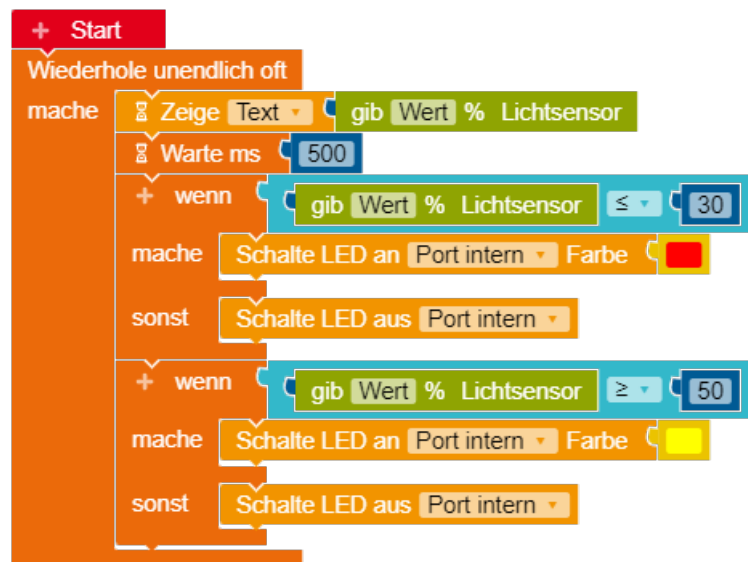 + Start
Wiederhole unendlich oft
mache Zeige Text gib Wert % Lichtsensor
Warte ms 500
+ wenn gib Wert % Lichtsensor ≤ 30
mache Schalte LED an Port intern Farbe
sonst Schalte LED aus Port intern
+ wenn gib Wert % Lichtsensor ≥ 50
mache Schalte LED an Port intern Farbe
sonst Schalte LED aus Port intern